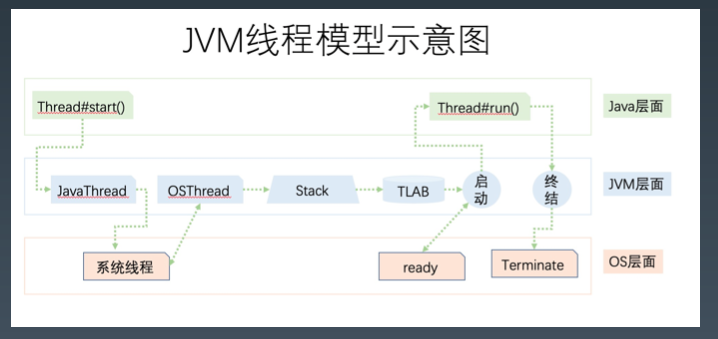 JVM线程模型示意图
Thread#start()
Thread#run()
Java层面
JavaThread
OSThread
Stack
TLAB
启动
终结
JVM层面
系统线程
ready
Terminate
OS层面